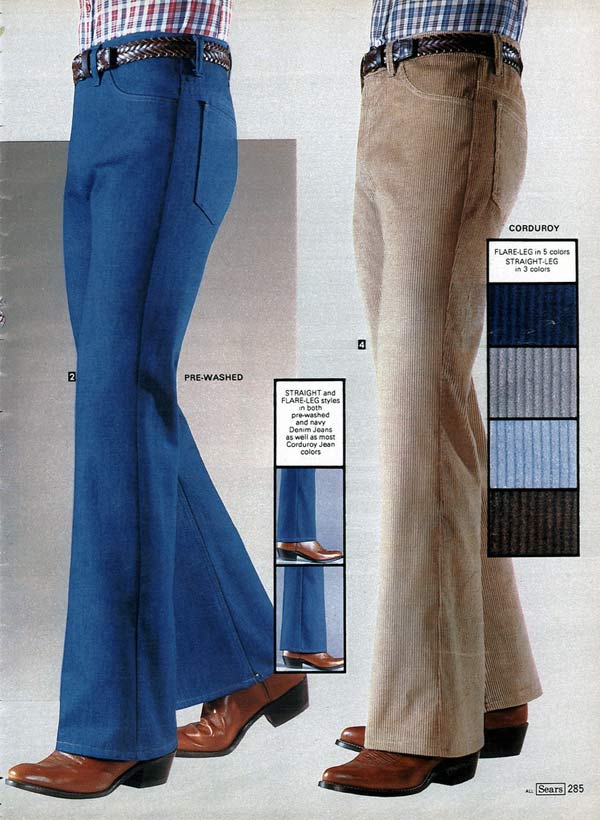 CORDUROY
FLARE-LEG in 5 colors
STRAIGHT-LEG
in 3 colors
4
2
PRE-WASHED
STRAIGHT and
FLARE-LEG styles
in both
pre-washed
and navy
Denim Jeans
as well as most
Corduroy Jean
colors
ALL Sears 285